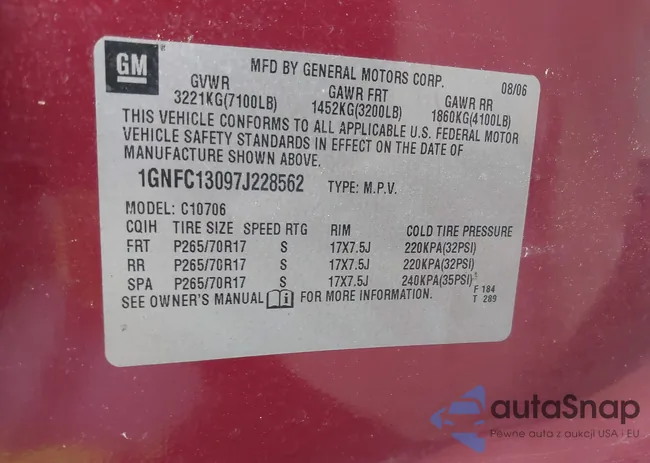 GM
MFD BY GENERAL MOTORS CORP. 08/06
GVWR GAWR FRT GAWR RR
3221KG(7100LB) 1452KG(3200LB) 1860KG(4100LB)
THIS VEHICLE CONFORMS TO ALL APPLICABLE U.S. FEDERAL MOTOR
VEHICLE SAFETY STANDARDS IN EFFECT ON THE DATE OF
MANUFACTURE SHOWN ABOVE.
1GNFC13097J228562 TYPE: M.P.V.
MODEL: C10706
CQIH TIRE SIZE SPEED RTG RIM COLD TIRE PRESSURE
FRT P265/70R17 S 17X7.5J 220KPA(32PSI)
RR P265/70R17 S 17X7.5J 220KPA(32PSI)
SPA P265/70R17 S 17X7.5J 240KPA(35PSI)
SEE OWNER'S MANUAL FOR MORE INFORMATION.
F 184
T 289
autaSnap
Pewne auta z aukcji USA i EU